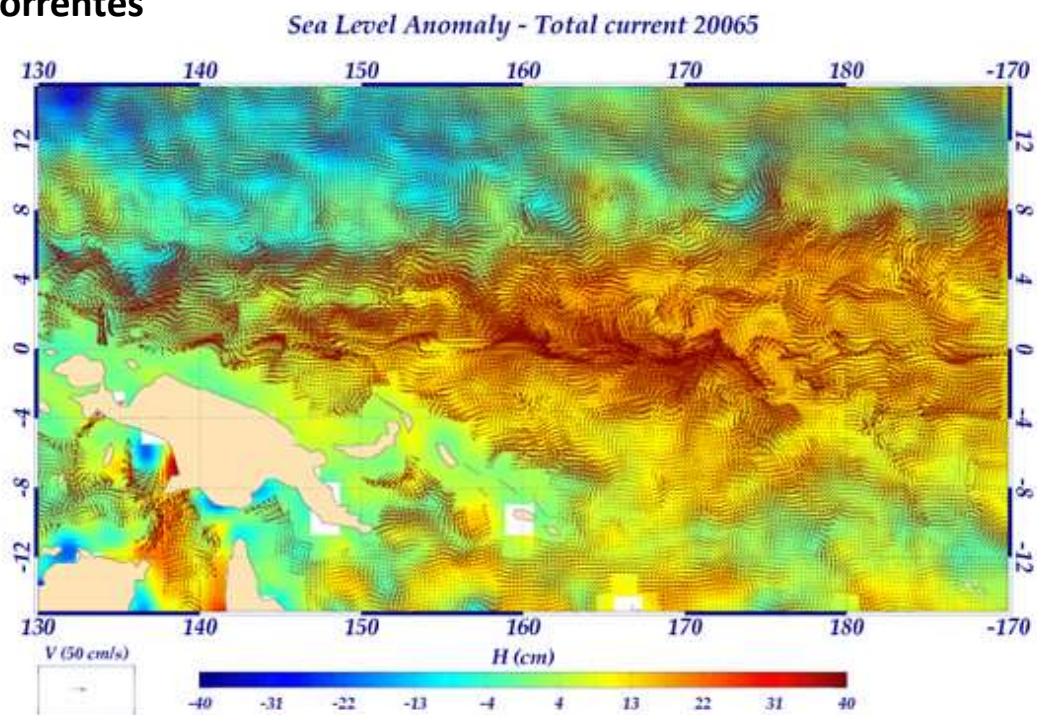 orrentes
Sea Level Anomaly - Total current 20065
130 140 150 160 170 180 -170
12 12
8 8
4 4
0 0
-4 -4
-8 -8
-12 -12
130 140 150 160 170 180 -170
V (50 cm/s) H (cm)
-40 -31 -22 -13 -4 4 13 22 31 40